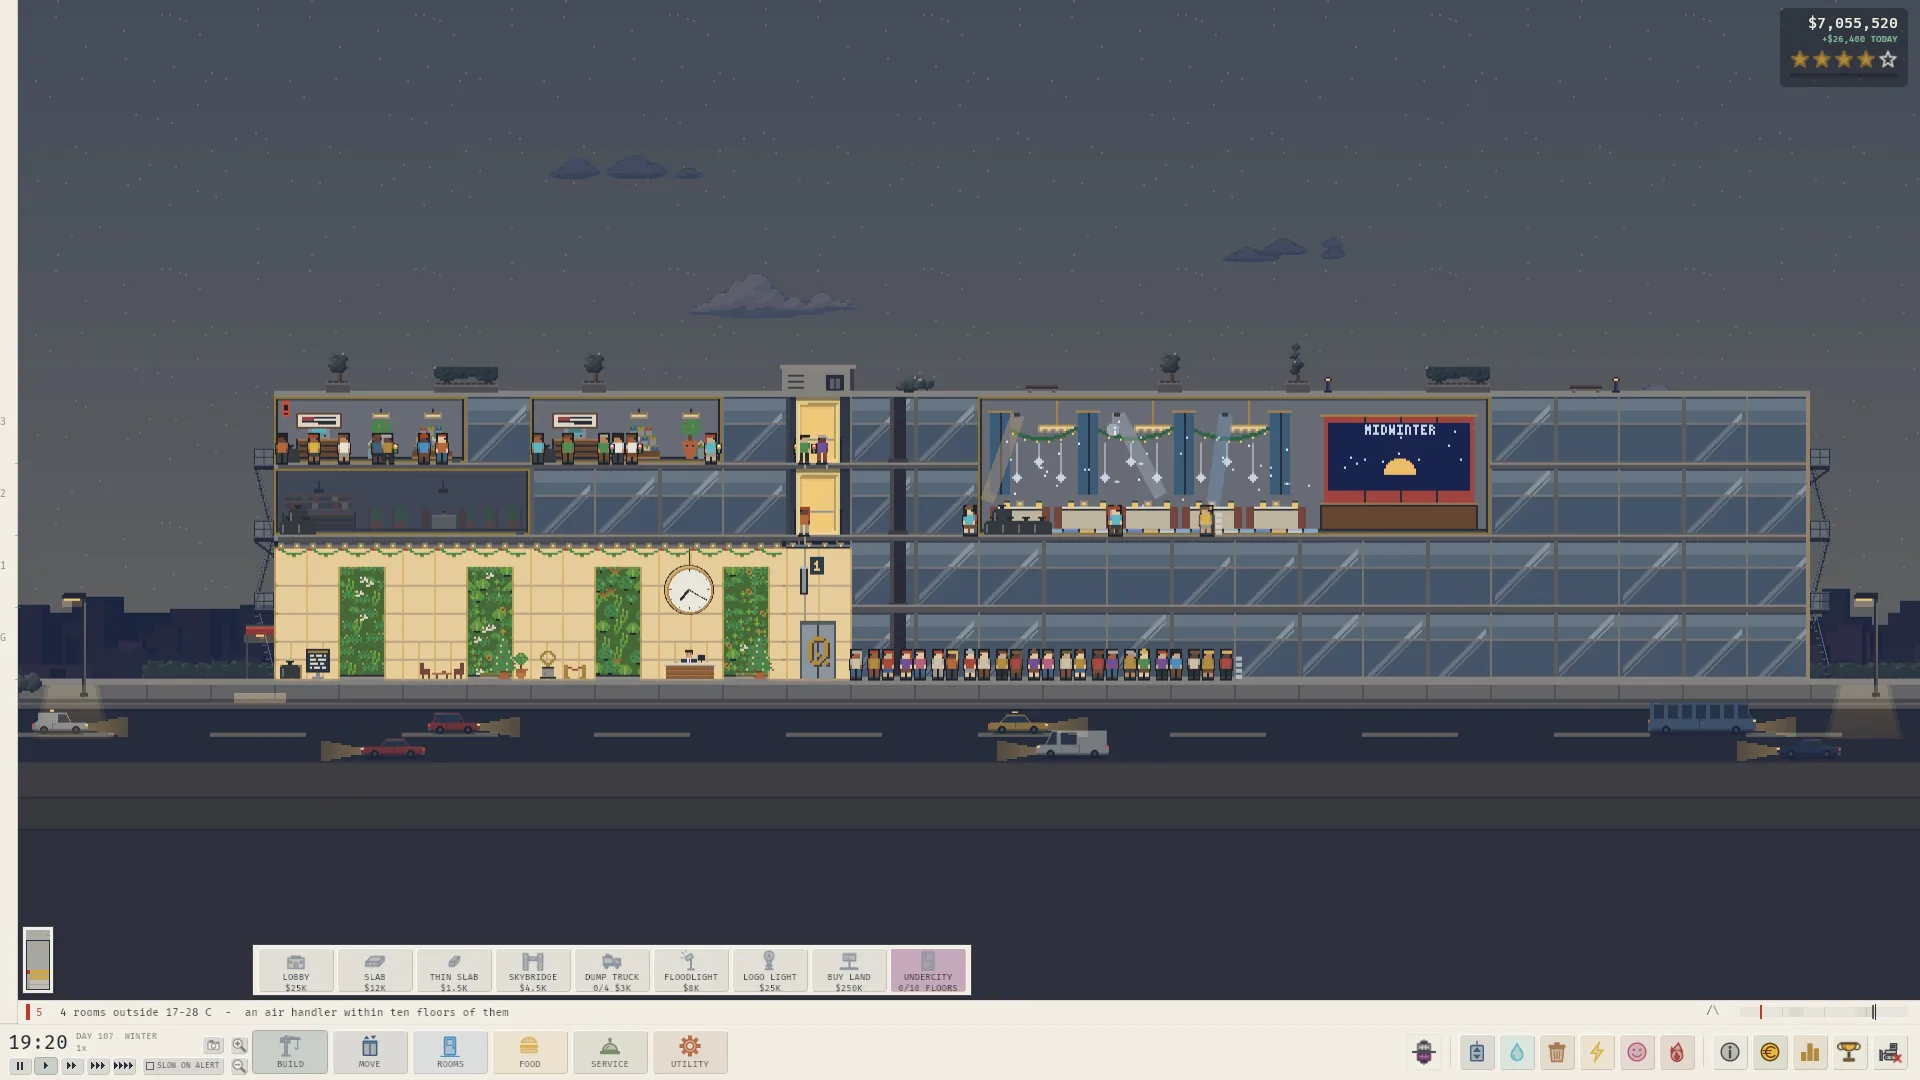 $7,055,520
+$26,400 TODAY
MIDWINTER
3
2
1
G
1
LOBBY
$25K
SLAB
$12K
THIN SLAB
$1.5K
SKYBRIDGE
$4.5K
DUMP TRUCK
0/4 $3K
FLOODLIGHT
$8K
LOGO LIGHT
$25K
BUY LAND
$250K
UNDERCITY
0/10 FLOORS
5 4 rooms outside 17-28 C - an air handler within ten floors of them
19:20
DAY 107 WINTER
1x
SLOW ON ALERT
BUILD
MOVE
ROOMS
FOOD
SERVICE
UTILITY